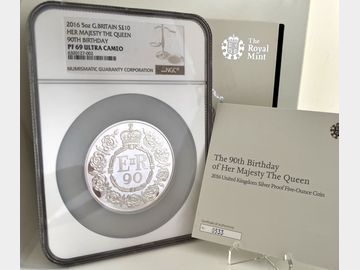 2016 5oz G.BRITAIN S£10
HER MAJESTY THE QUEEN
90TH BIRTHDAY
PF 69 ULTRA CAMEO
NGC
NUMISMATIC GUARANTY CORPORATION
E II R
90
The
Royal
Mint
The 90th Birthday
of Her Majesty The Queen
2016 United Kingdom Silver Proof Five-Ounce Coin
0533